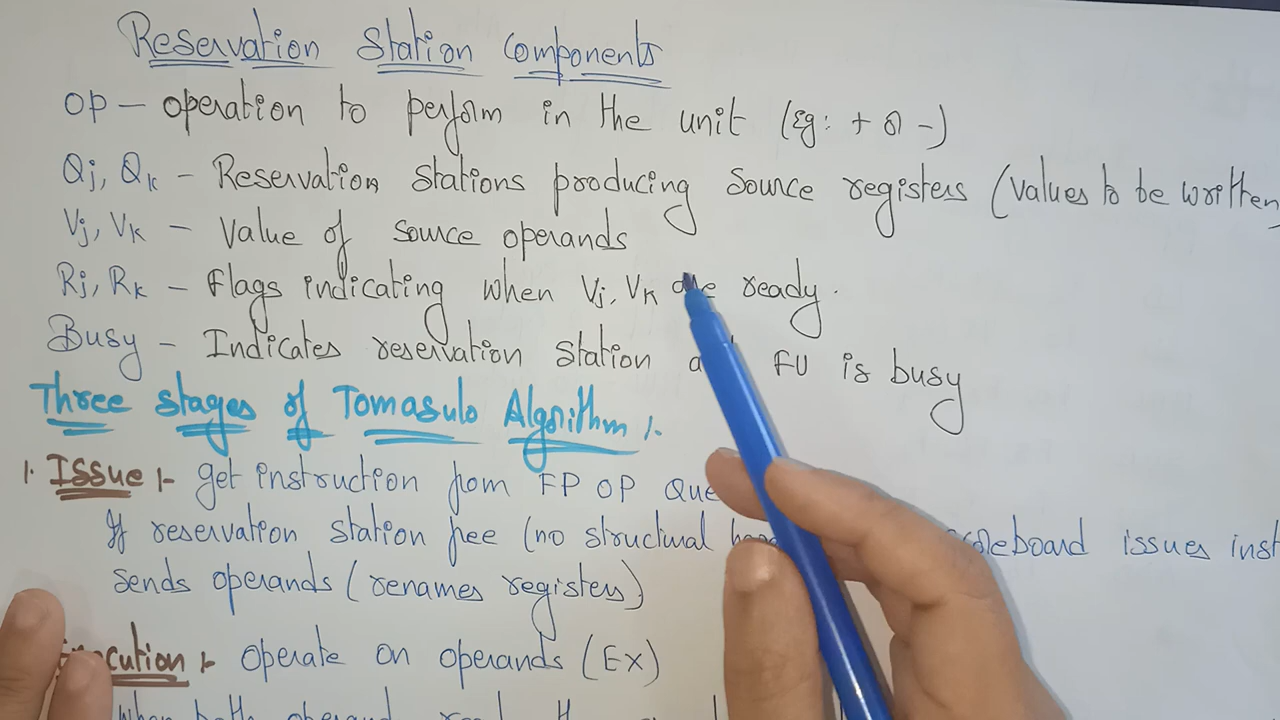 Reservation Station Components
OP – operation to perform in the unit (Eg: + or -)
Qj, Qk – Reservation Stations producing Source registers (values to be written
Vj, Vk – Value of source operands
Rj, Rk – Flags indicating when Vj, Vk are ready.
Busy – Indicates reservation station FU is busy
Three stages of Tomasulo Algorithm :-
1. Issue :- get instruction from FP OP Que
If reservation station free (no structural issues inst
sends operands (renames registers)
:- Operate on operands (EX)
When both